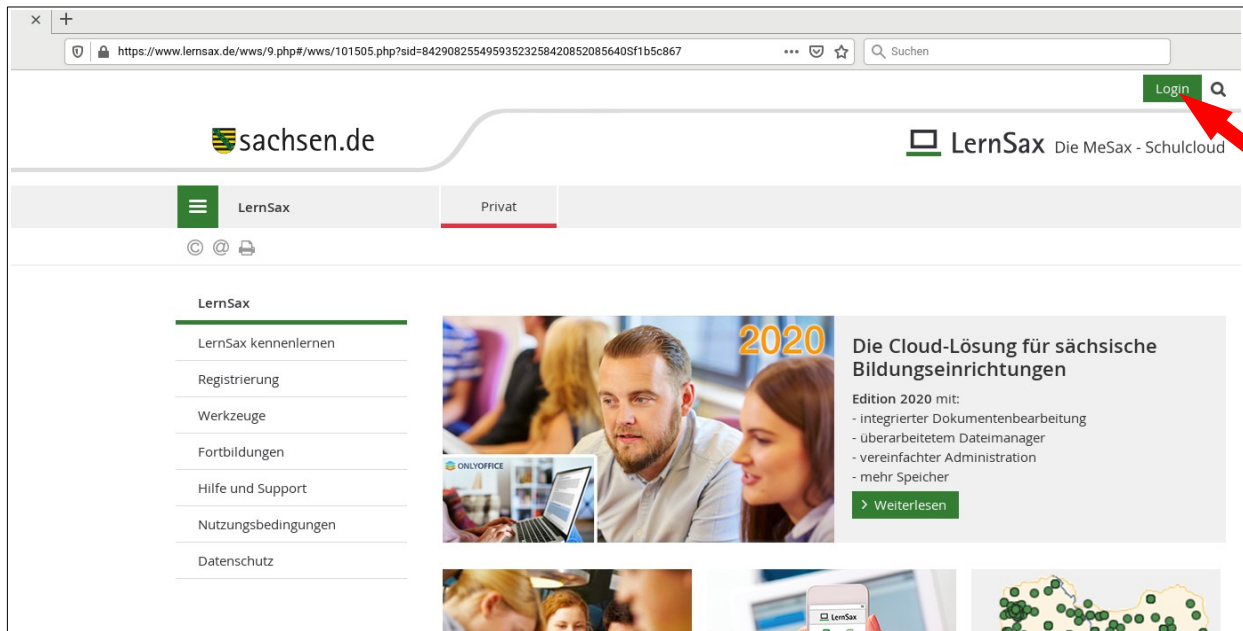 × +
https://www.lernsax.de/wws/9.php#/wws/101505.php?sid=84290825549593523258420852085640Sf1b5c867 ... Suchen
Login
sachsen.de
LernSax Die MeSax - Schulcloud
LernSax Privat
© @
LernSax
LernSax kennenlernen
Registrierung
Werkzeuge
Fortbildungen
Hilfe und Support
Nutzungsbedingungen
Datenschutz
2020
ONLYOFFICE
Die Cloud-Lösung für sächsische
Bildungseinrichtungen
Edition 2020 mit:
- integrierter Dokumentenbearbeitung
- überarbeitetem Dateimanager
- vereinfachter Administration
- mehr Speicher
> Weiterlesen
LernSax